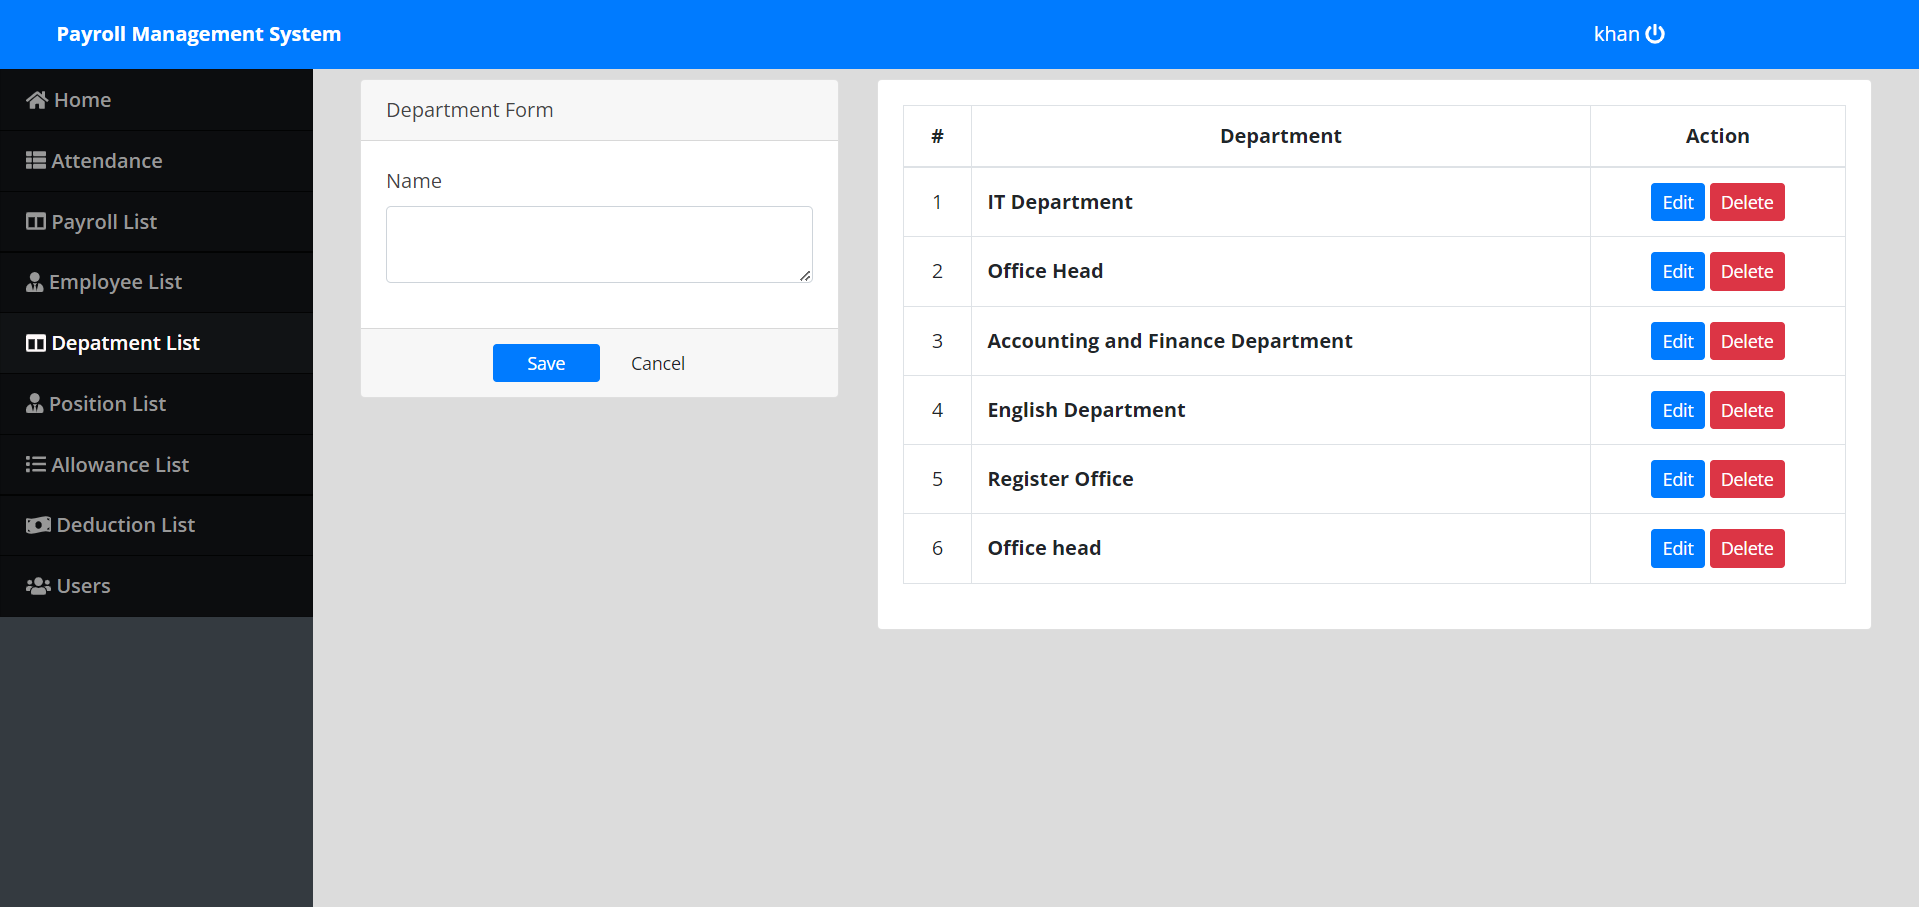 Payroll Management System
khan
Home
Attendance
Payroll List
Employee List
Depatment List
Position List
Allowance List
Deduction List
Users
Department Form
Name
Save Cancel
# Department Action
1 IT Department Edit Delete
2 Office Head Edit Delete
3 Accounting and Finance Department Edit Delete
4 English Department Edit Delete
5 Register Office Edit Delete
6 Office head Edit Delete